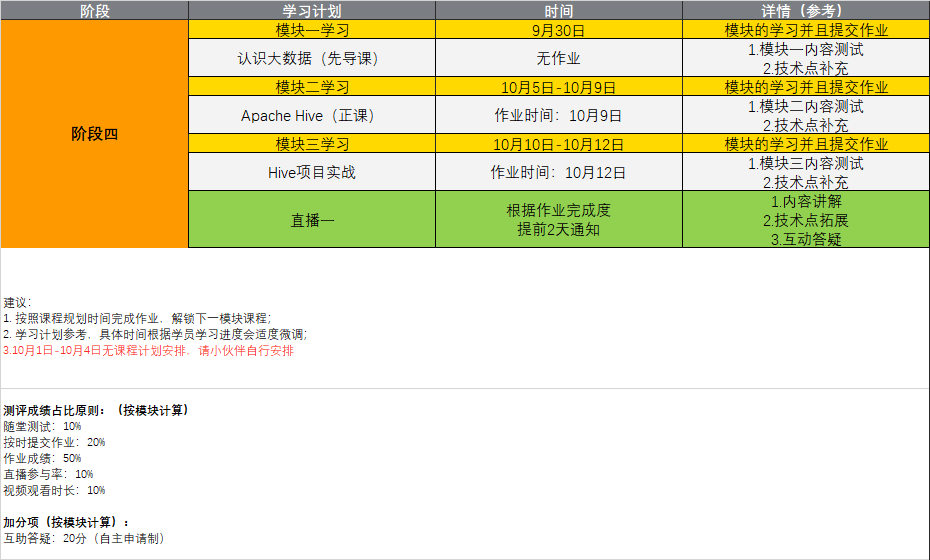 阶段 学习计划 时间 详情（参考）
模块一学习 9月30日 模块的学习并且提交作业
认识大数据（先导课） 无作业 1.模块一内容测试
2.技术点补充
模块二学习 10月5日-10月9日 模块的学习并且提交作业
Apache Hive（正课） 作业时间：10月9日 1.模块二内容测试
2.技术点补充
阶段四
模块三学习 10月10日-10月12日 模块的学习并且提交作业
Hive项目实战 作业时间：10月12日 1.模块三内容测试
2.技术点补充
直播一 根据作业完成度 1.内容讲解
提前2天通知 2.技术点拓展
3.互动答疑
建议：
1. 按照课程规划时间完成作业，解锁下一模块课程；
2. 学习计划参考，具体时间根据学员学习进度会适度微调；
3.10月1日-10月4日无课程计划安排，请小伙伴自行安排
测评成绩占比原则：（按模块计算）
随堂测试：10%
按时提交作业：20%
作业成绩：50%
直播参与率：10%
视频观看时长：10%
加分项（按模块计算）：
互助答疑：20分（自主申请制）